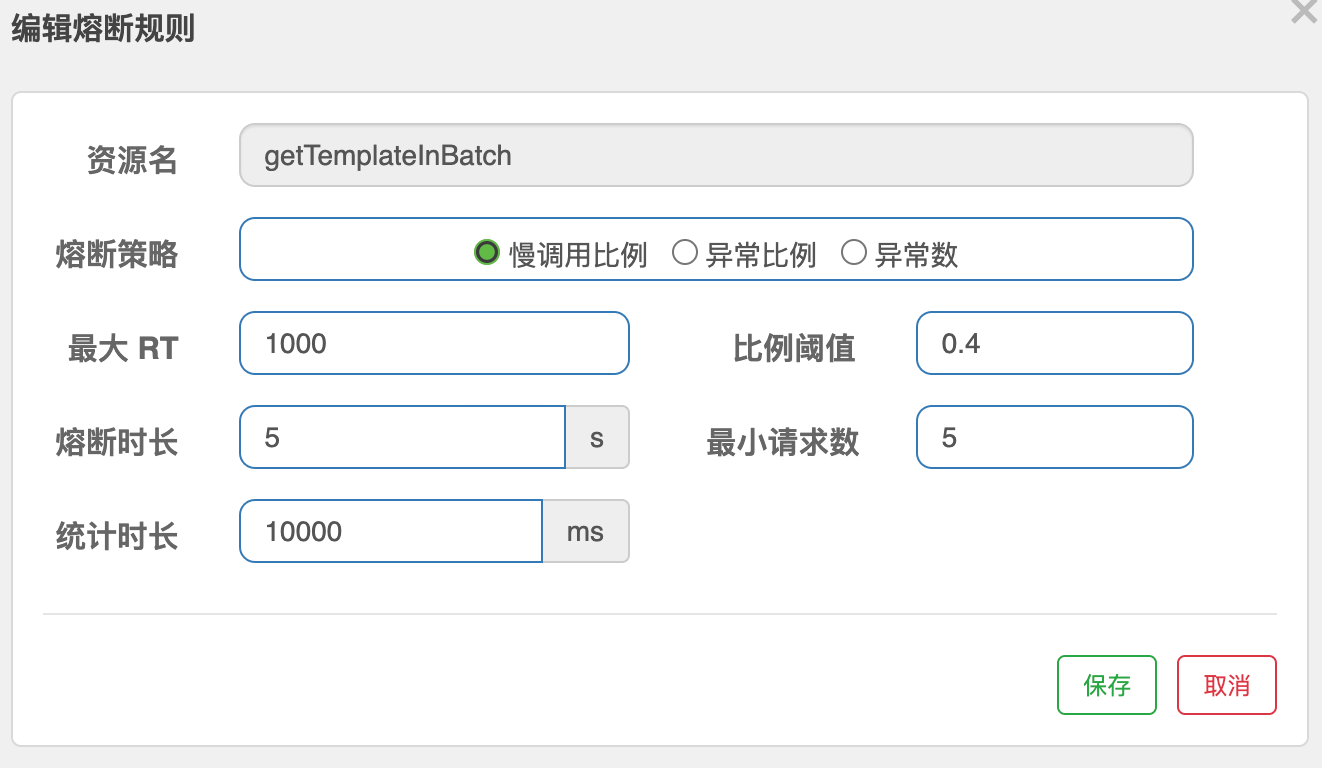 编辑熔断规则
资源名 getTemplateInBatch
熔断策略 慢调用比例 异常比例 异常数
最大 RT 1000 比例阈值 0.4
熔断时长 5 s 最小请求数 5
统计时长 10000 ms
保存 取消